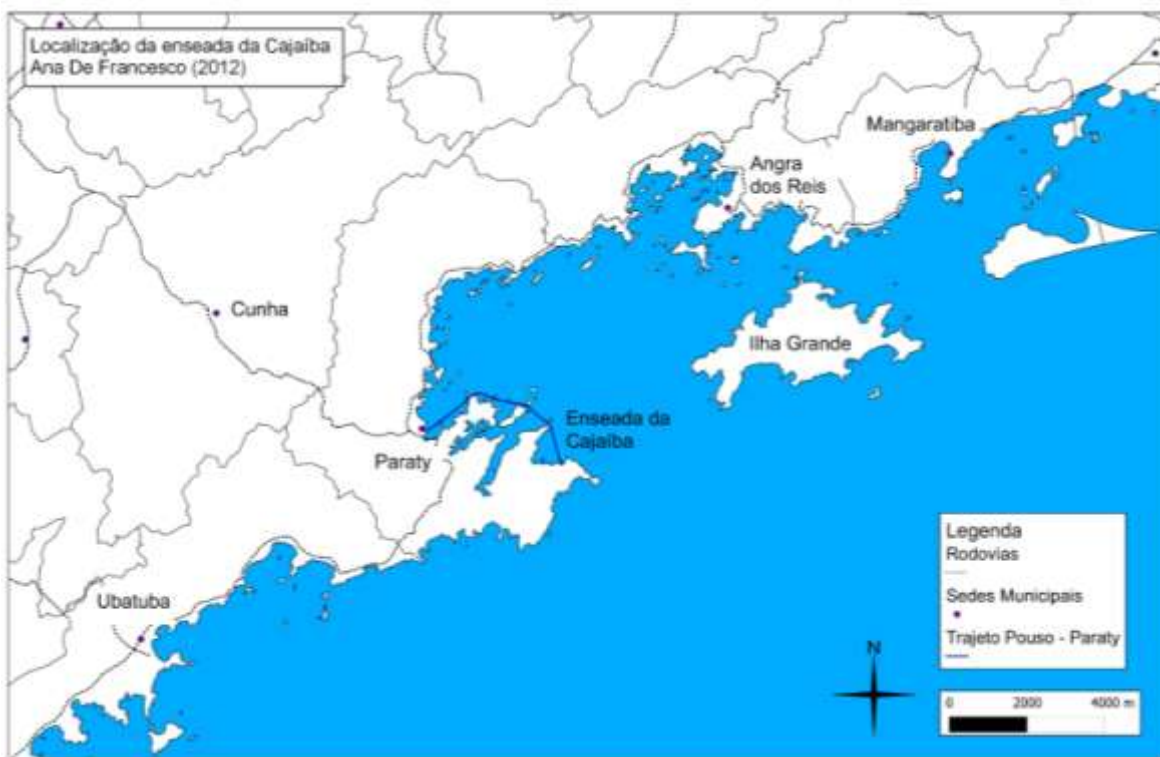 Localização da enseada da Cajaíba
Ana De Francesco (2012)
Mangaratiba
Angra
dos Reis
Cunha
Ilha Grande
Enseada da
Cajaíba
Paraty
Ubatuba
Legenda
Rodovias
Sedes Municipais
Trajeto Pouso - Paraty
N
0 2000 4000 m